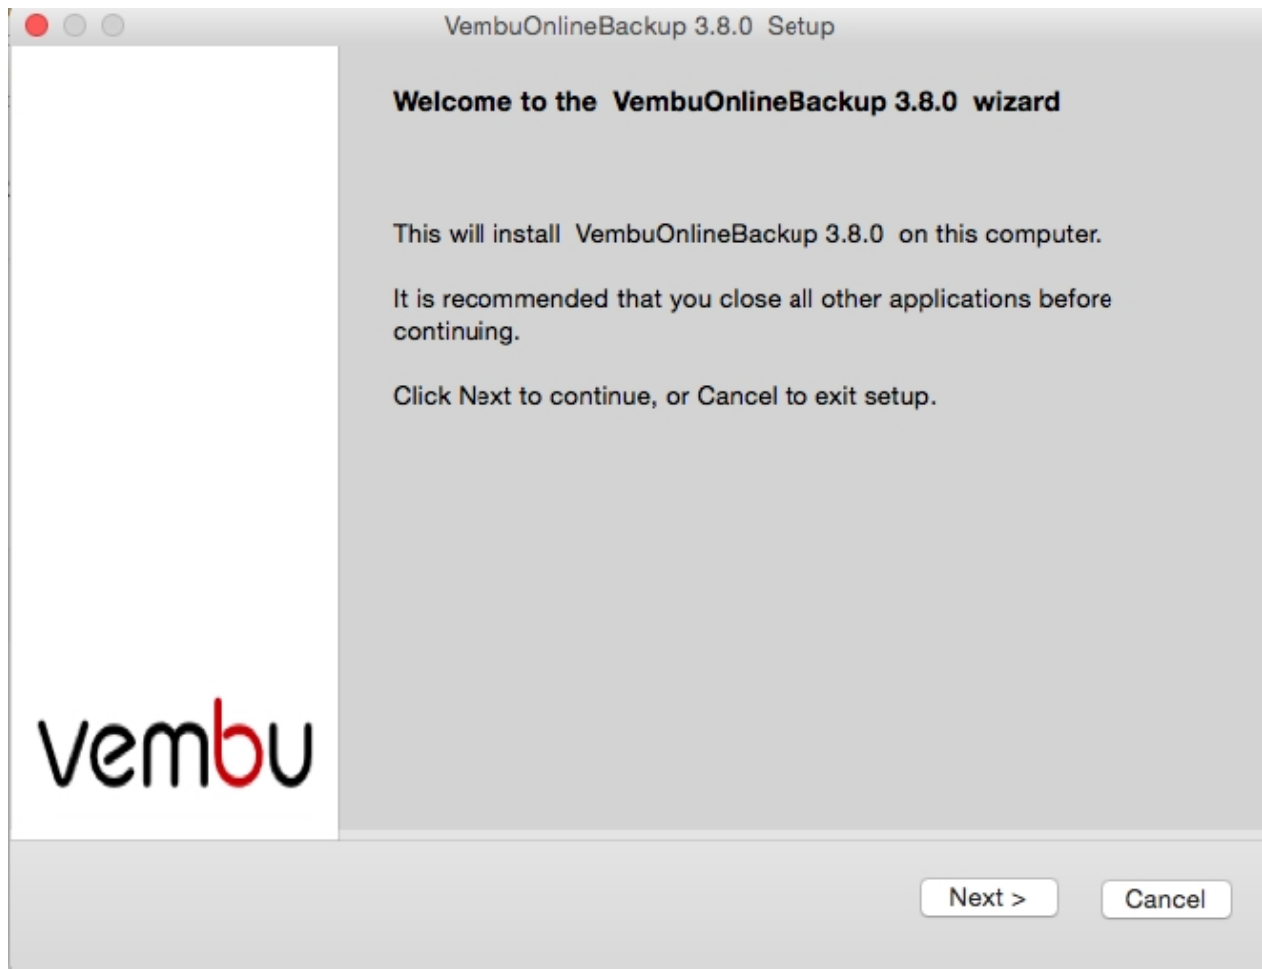 VembuOnlineBackup 3.8.0  Setup
Welcome to the  VembuOnlineBackup 3.8.0  wizard
This will install  VembuOnlineBackup 3.8.0  on this computer.
It is recommended that you close all other applications before
continuing.
Click Next to continue, or Cancel to exit setup.
vembu
Next >
Cancel